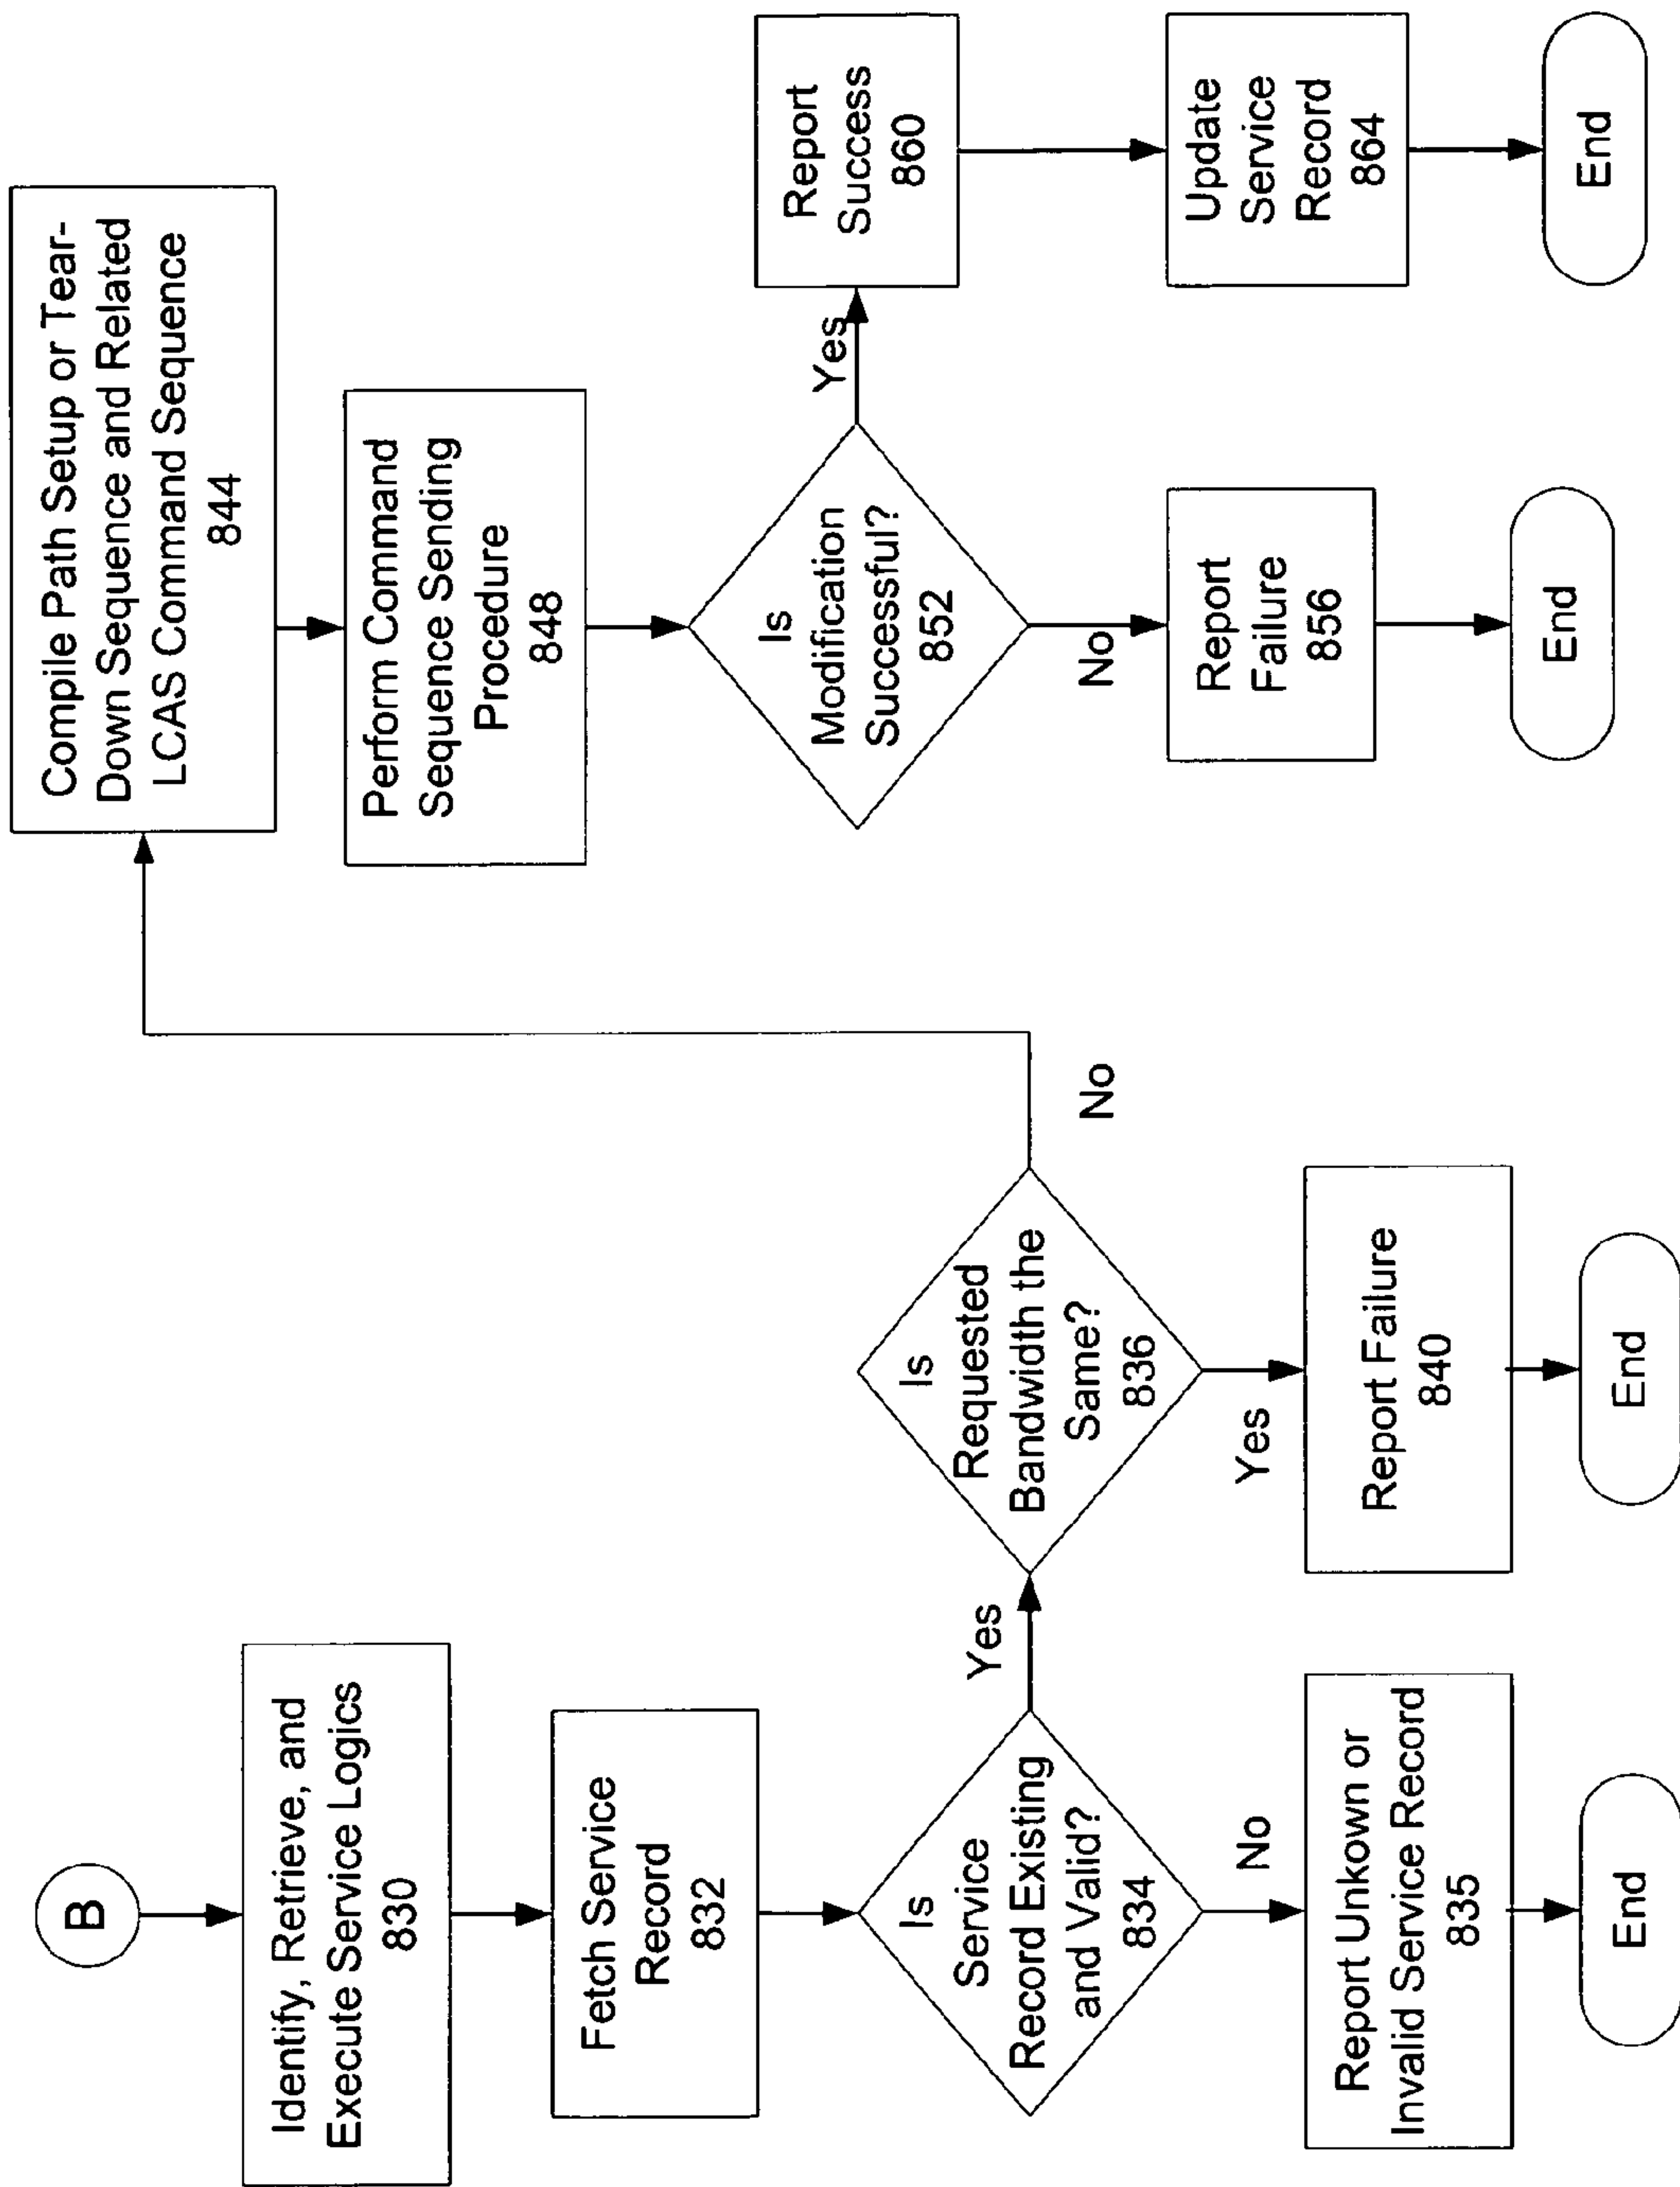 B
Identify, Retrieve, and
Execute Service Logics
830
Fetch Service
Record
832
Is
Service
Record Existing
and Valid?
834
No
Report Unkown or
Invalid Service Record
835
End
Yes
Is
Requested
Bandwidth the
Same?
836
Yes
Report Failure
840
End
No
Compile Path Setup or Tear-
Down Sequence and Related
LCAS Command Sequence
844
Perform Command
Sequence Sending
Procedure
848
Is
Modification
Successful?
852
No
Report
Failure
856
End
Yes
Report
Success
860
Update
Service
Record
864
End